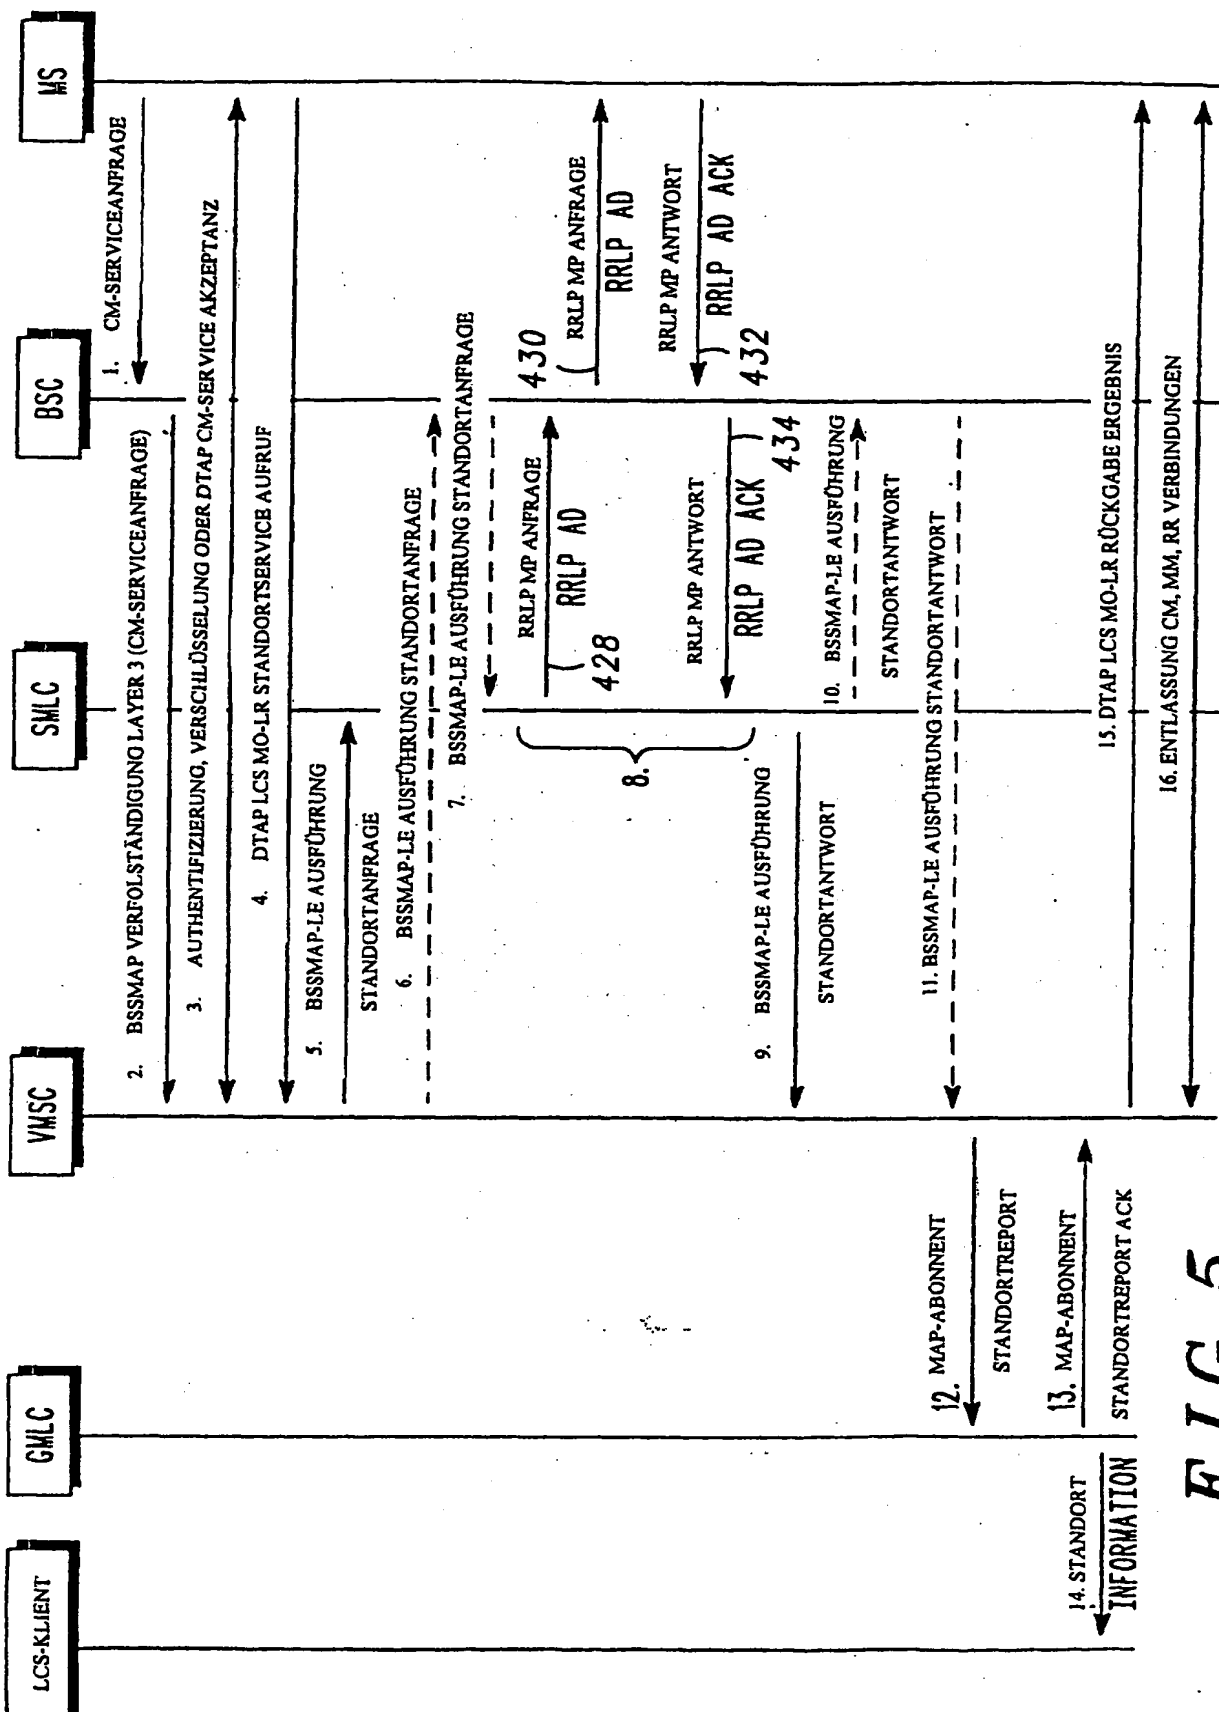 LCS-KLIENT
GMLC
VMSC
SMLC
BSC
MS
1. CM-SERVICEANFRAGE
2. BSSMAP VERFOLSTÄNDIGUNG LAYER 3 (CM-SERVICEANFRAGE)
3. AUTHENTIFIZIERUNG, VERSCHLÜSSELUNG ODER DTAP CM-SERVICE AKZEPTANZ
4. DTAP LCS MO-LR STANDORTSERVICE AUFRUF
5. BSSMAP-LE AUSFÜHRUNG
STANDORTANFRAGE
6. BSSMAP-LE AUSFÜHRUNG STANDORTANFRAGE
7. BSSMAP-LE AUSFÜHRUNG STANDORTANFRAGE
8.
RRLP MP ANFRAGE
RRLP AD
428
430
RRLP MP ANFRAGE
RRLP AD
RRLP MP ANTWORT
RRLP AD ACK
432
RRLP MP ANTWORT
RRLP AD ACK
434
9. BSSMAP-LE AUSFÜHRUNG
STANDORTANTWORT
10. BSSMAP-LE AUSFÜHRUNG
STANDORTANTWORT
11. BSSMAP-LE AUSFÜHRUNG STANDORTANTWORT
12. MAP-ABONNENT
STANDORTREPORT
13. MAP-ABONNENT
STANDORTREPORT ACK
14. STANDORT
INFORMATION
15. DTAP LCS MO-LR RÜCKGABE ERGEBNIS
16. ENTLASSUNG CM, MM, RR VERBINDUNGEN
FIG 5